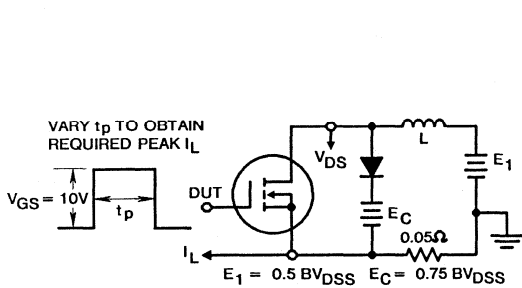 VARY tp TO OBTAIN
REQUIRED PEAK IL
VGS = 10V
tp
DUT
VDS
L
E1
EC
0.05Ω
IL
E1 = 0.5 BVDSS EC = 0.75 BVDSS